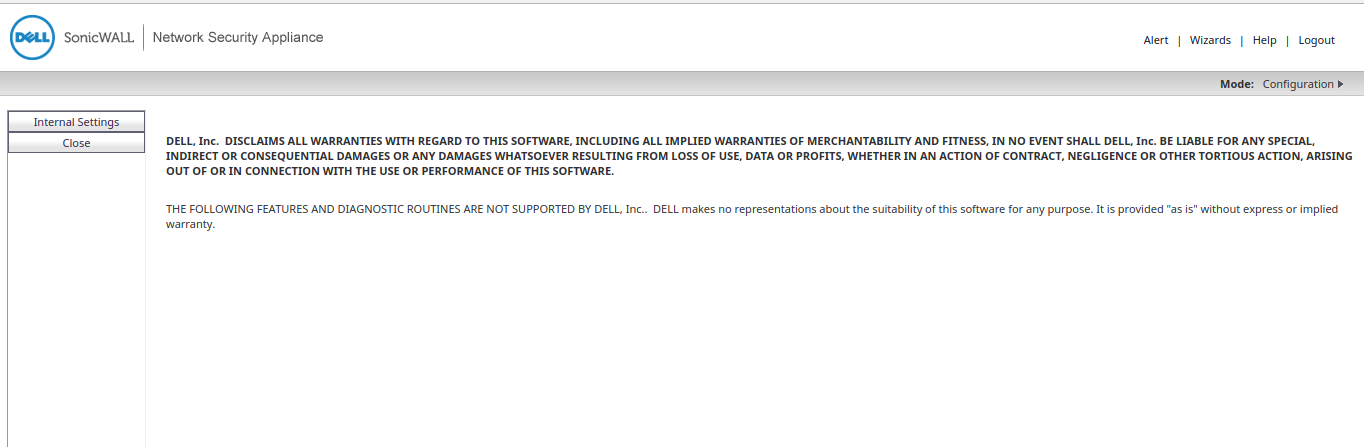 DELL SonicWALL | Network Security Appliance
Alert | Wizards | Help | Logout
Mode: Configuration
Internal Settings
Close
DELL, Inc. DISCLAIMS ALL WARRANTIES WITH REGARD TO THIS SOFTWARE, INCLUDING ALL IMPLIED WARRANTIES OF MERCHANTABILITY AND FITNESS, IN NO EVENT SHALL DELL, Inc. BE LIABLE FOR ANY SPECIAL,
INDIRECT OR CONSEQUENTIAL DAMAGES OR ANY DAMAGES WHATSOEVER RESULTING FROM LOSS OF USE, DATA OR PROFITS, WHETHER IN AN ACTION OF CONTRACT, NEGLIGENCE OR OTHER TORTIOUS ACTION, ARISING
OUT OF OR IN CONNECTION WITH THE USE OR PERFORMANCE OF THIS SOFTWARE.
THE FOLLOWING FEATURES AND DIAGNOSTIC ROUTINES ARE NOT SUPPORTED BY DELL, Inc.. DELL makes no representations about the suitability of this software for any purpose. It is provided "as is" without express or implied
warranty.